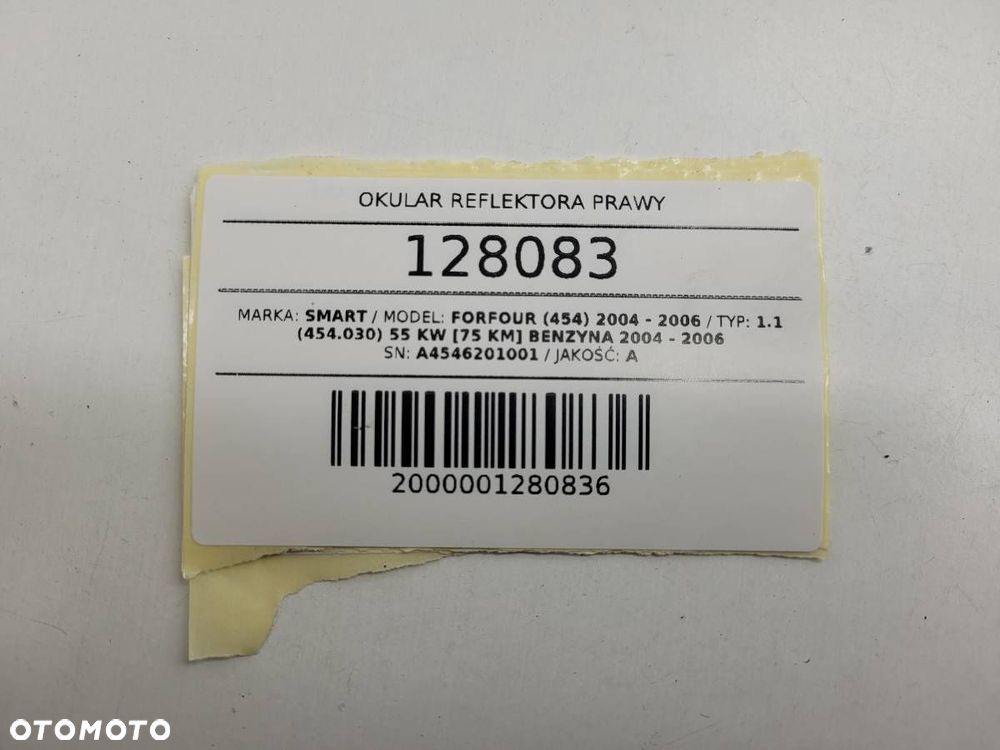 OKULAR REFLEKTORA PRAWY
128083
MARKA: SMART / MODEL: FORFOUR (454) 2004 - 2006 / TYP: 1.1
(454.030) 55 KW [75 KM] BENZYNA 2004 - 2006
SN: A4546201001 / JAKOŚĆ: A
2000001280836
OTOMOTO